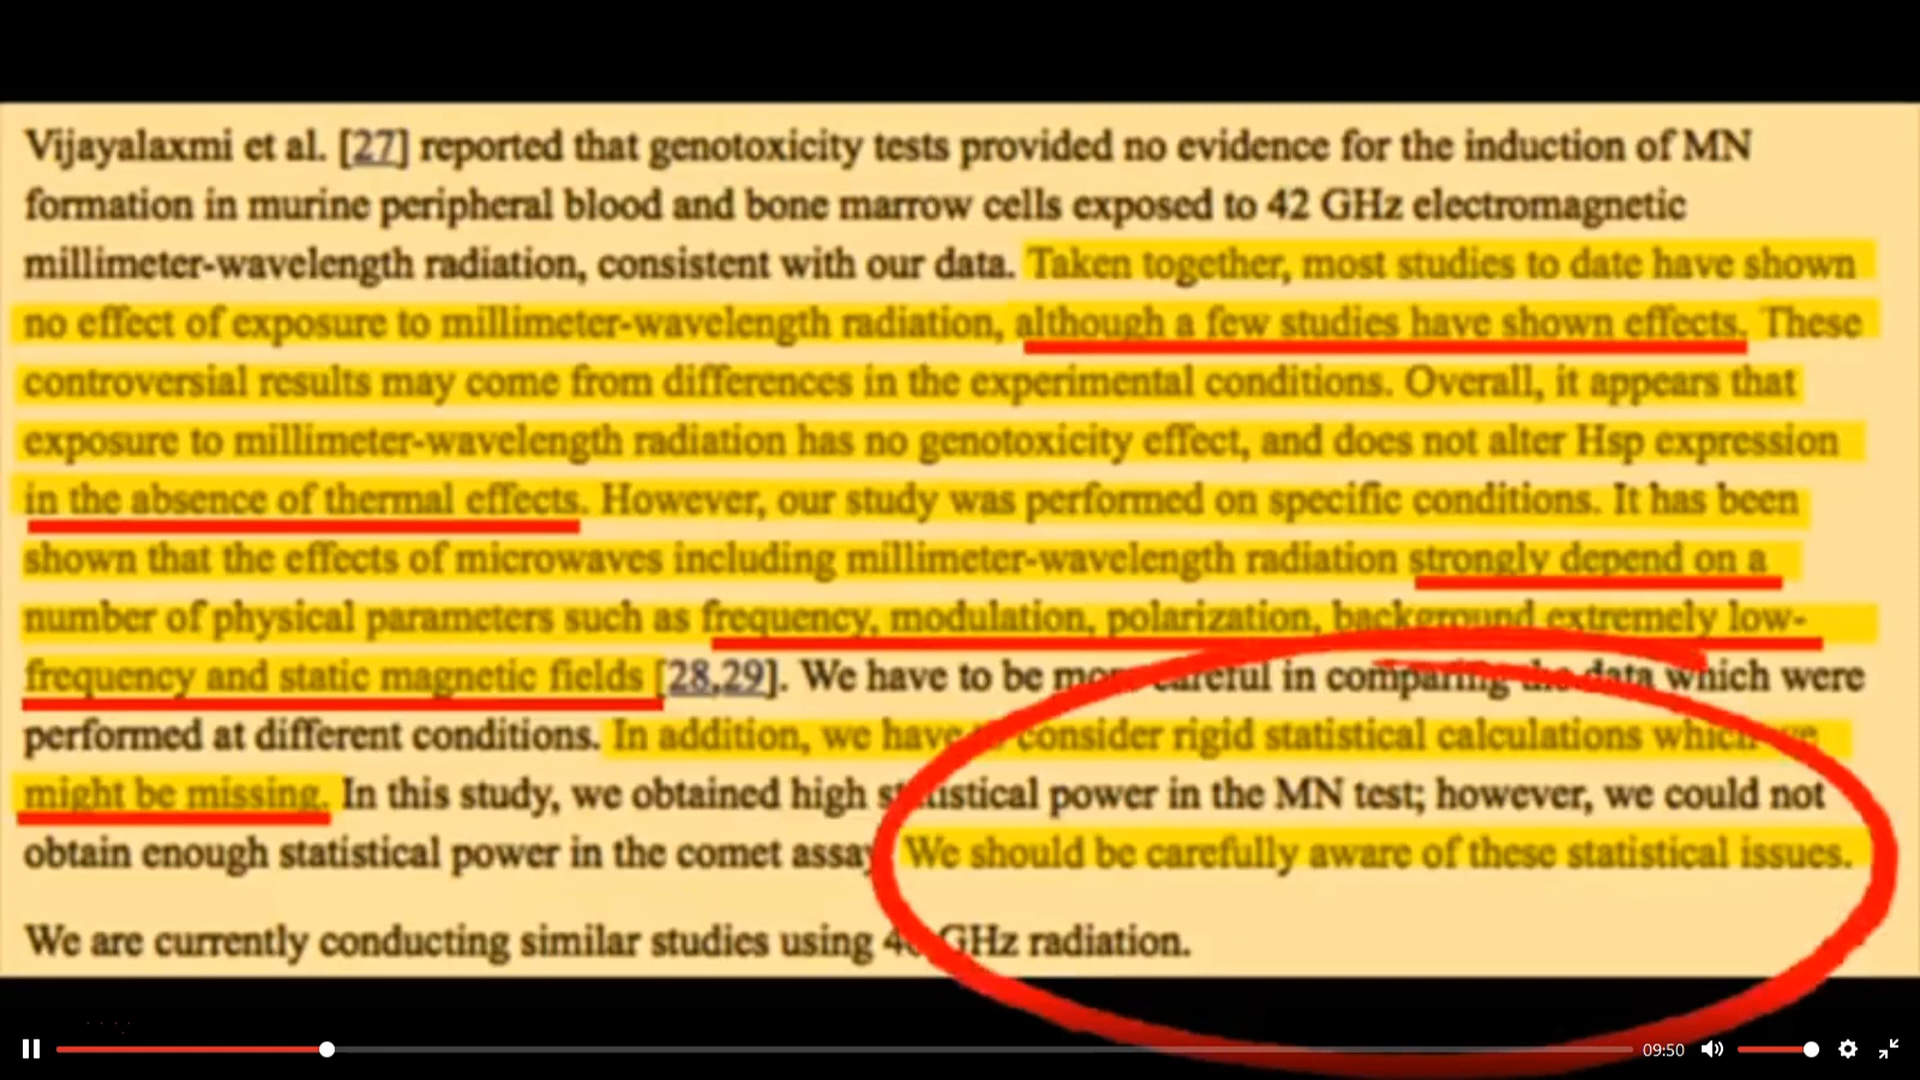 Vijayalaxmi et al. [27] reported that genotoxicity tests provided no evidence for the induction of MN
formation in murine peripheral blood and bone marrow cells exposed to 42 GHz electromagnetic
millimeter-wavelength radiation, consistent with our data. Taken together, most studies to date have shown
no effect of exposure to millimeter-wavelength radiation, although a few studies have shown effects. These
controversial results may come from differences in the experimental conditions. Overall, it appears that
exposure to millimeter-wavelength radiation has no genotoxicity effect, and does not alter Hsp expression
in the absence of thermal effects. However, our study was performed on specific conditions. It has been
shown that the effects of microwaves including millimeter-wavelength radiation strongly depend on a
number of physical parameters such as frequency, modulation, polarization, background extremely low-
frequency and static magnetic fields [28,29]. We have to be more careful in comparing the data which were
performed at different conditions. In addition, we have to consider rigid statistical calculations which we
might be missing. In this study, we obtained high statistical power in the MN test; however, we could not
obtain enough statistical power in the comet assay. We should be carefully aware of these statistical issues.
We are currently conducting similar studies using GHz radiation.
09:50